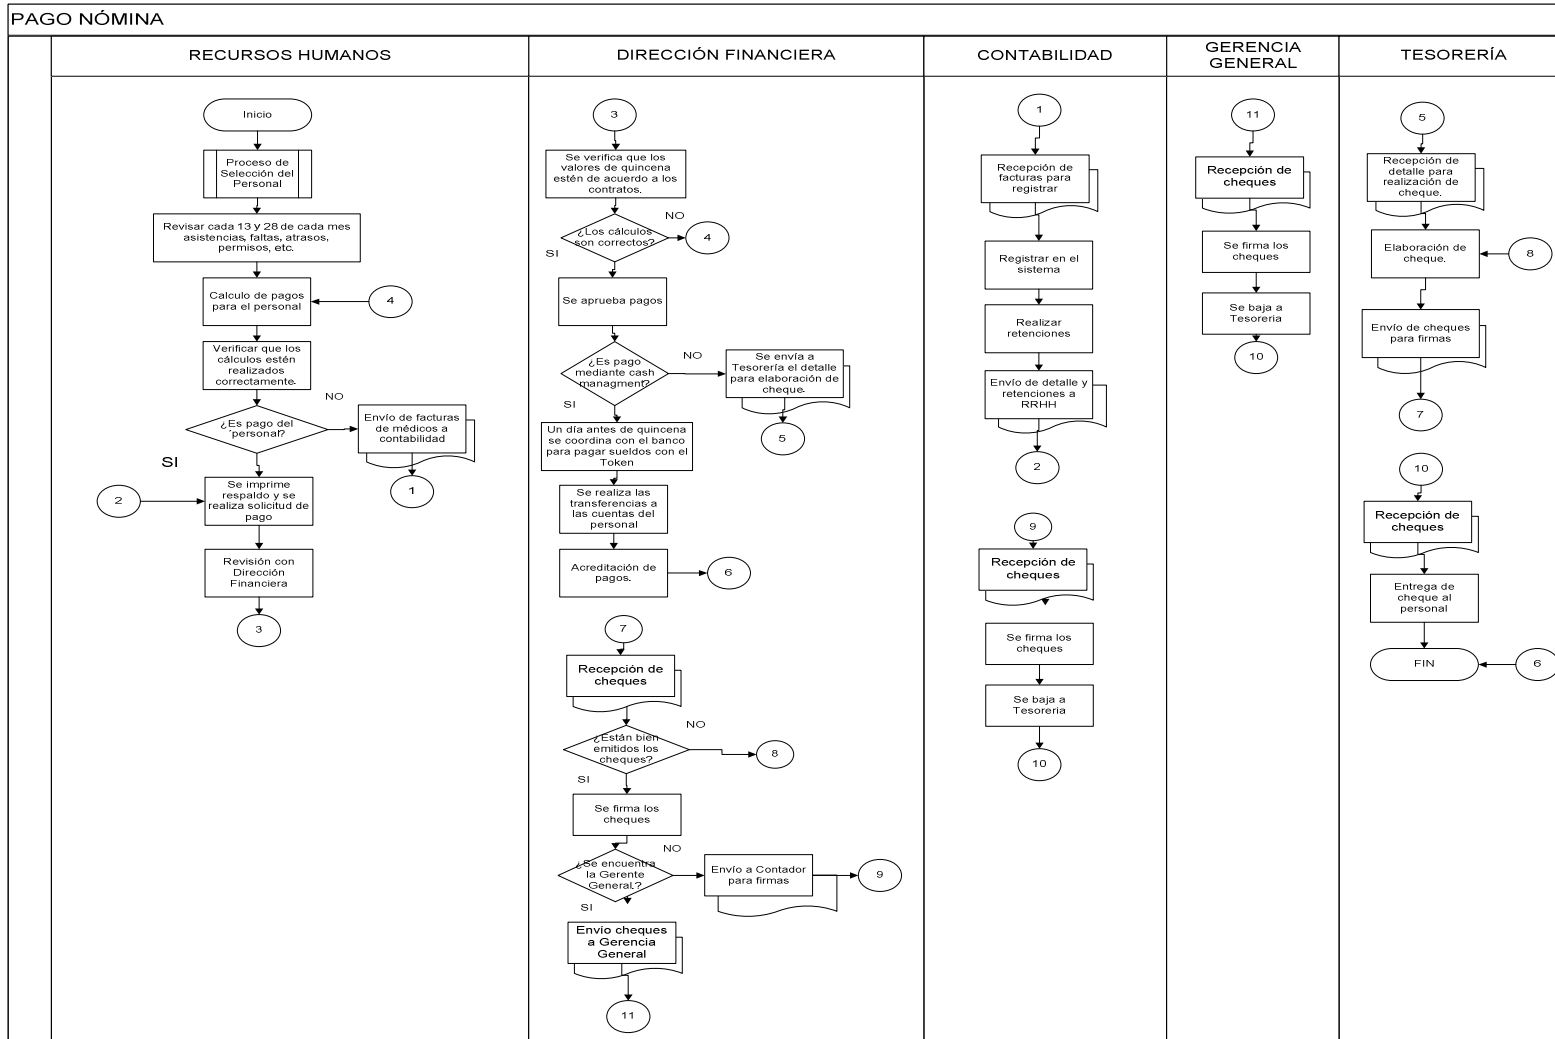 PAGO NÓMINA
RECURSOS HUMANOS
DIRECCIÓN FINANCIERA
CONTABILIDAD
GERENCIA
GENERAL
TESORERÍA
Inicio
Proceso de
Selección del
Personal
Revisar cada 13 y 28 de cada mes
asistencias, faltas, atrasos,
permisos, etc.
Calculo de pagos
para el personal
4
Verificar que los
cálculos estén
realizados
correctamente.
NO
¿Es pago del
´personal?
Envío de facturas
de médicos a
contabilidad
SI
1
2
Se imprime
respaldo y se
realiza solicitud de
pago
Revisión con
Dirección
Financiera
3
3
Se verifica que los
valores de quincena
estén de acuerdo a los
contratos.
NO
¿Los cálculos
son correctos?
4
SI
Se aprueba pagos
NO
¿Es pago
mediante cash
managment?
Se envía a
Tesorería el detalle
para elaboración de
cheque.
SI
5
Un día antes de quincena
se coordina con el banco
para pagar sueldos con el
Token
Se realiza las
transferencias a
las cuentas del
personal
Acreditación de
pagos.
6
7
Recepción de
cheques
NO
¿Están bien
emitidos los
cheques?
8
SI
Se firma los
cheques
NO
¿Se encuentra
la Gerente
General.?
Envío a Contador
para firmas
9
SI
Envío cheques
a Gerencia
General
11
1
Recepción de
facturas para
registrar
Registrar en el
sistema
Realizar
retenciones
Envío de detalle y
retenciones a
RRHH
2
9
Recepción de
cheques
Se firma los
cheques
Se baja a
Tesoreria
10
11
Recepción de
cheques
Se firma los
cheques
Se baja a
Tesoreria
10
5
Recepción de
detalle para
realización de
cheque.
Elaboración de
cheque.
8
Envío de cheques
para firmas
7
10
Recepción de
cheques
Entrega de
cheque al
personal
FIN
6